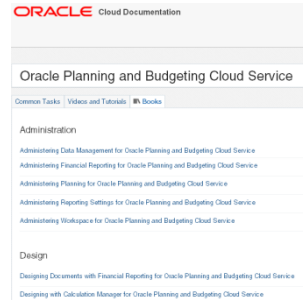 ORACLE Cloud Documentation
Oracle Planning and Budgeting Cloud Service
Common Tasks Videos and Tutorials Books
Administration
Administering Data Management for Oracle Planning and Budgeting Cloud Service
Administering Financial Reporting for Oracle Planning and Budgeting Cloud Service
Administering Planning for Oracle Planning and Budgeting Cloud Service
Administering Reporting Settings for Oracle Planning and Budgeting Cloud Service
Administering Workspace for Oracle Planning and Budgeting Cloud Service
Design
Designing Documents with Financial Reporting for Oracle Planning and Budgeting Cloud Service
Designing with Calculation Manager for Oracle Planning and Budgeting Cloud Service